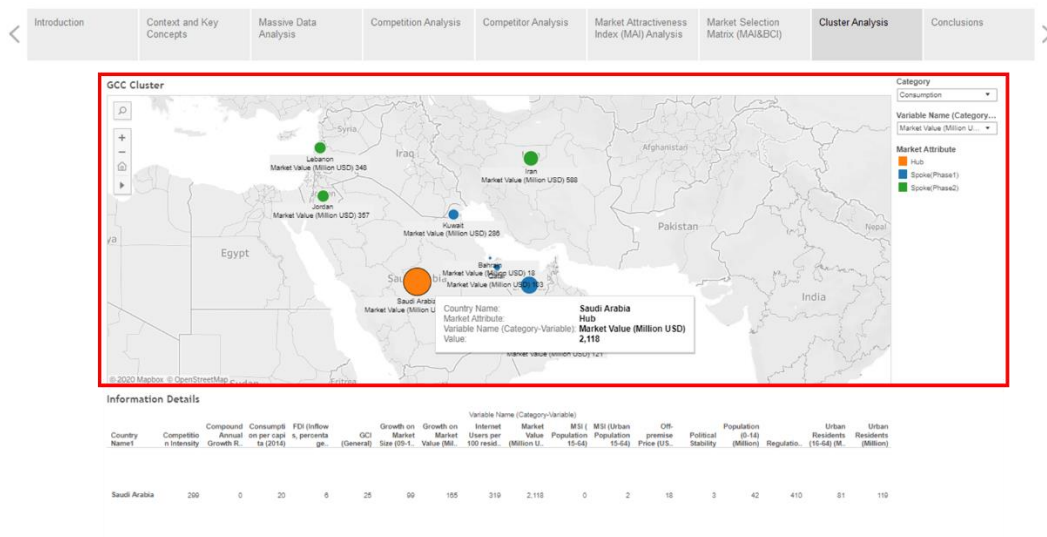 Introduction
Context and Key
Concepts
Massive Data
Analysis
Competition Analysis
Competitor Analysis
Market Attractiveness
Index (MAI) Analysis
Market Selection
Matrix (MAI&BCI)
Cluster Analysis
Conclusions
GCC Cluster
Category
Consumption
Variable Name (Category...
Market Value (Million U...
Market Attribute
Hub
Spoke(Phase1)
Spoke(Phase2)
Syria
Iraq
Afghanistan
Pakistan
Nepal
India
Egypt
Lebanon
Market Value (Million USD) 348
Iran
Market Value (Million USD) 588
Jordan
Market Value (Million USD) 357
Kuwait
Market Value (Million USD) 286
Bahrain
Market Value (Million USD) 18
Qatar
Market Value (Million USD) 103
Saudi Arabia
Market Value (Million U
Country Name: Saudi Arabia
Market Attribute: Hub
Variable Name (Category-Variable): Market Value (Million USD)
Value: 2,118
Market Value (Million USD) 121
© 2020 Mapbox © OpenStreetMap
Eritrea
Information Details
Variable Name (Category-Variable)
Country
Name1
Competitio
n Intensity
Compound
Annual
Growth R..
Consumpti
on per capi
ta (2014)
FDI (Inflow
s, percenta
ge..
GCI
(General)
Growth on
Market
Size (09-1..
Growth on
Market
Value (Mil..
Internet
Users per
100 resid..
Market
Value
(Million U..
MSI (
Population
15-64)
MSI (Urban
Population
15-64)
Off-
premise
Price (US..
Political
Stability
Population
(0-14)
(Million)
Regulatio..
Urban
Residents
(16-64) (M..
Urban
Residents
(Million)
Saudi Arabia 299 0 20 6 25 99 165 319 2,118 0 2 18 3 42 410 81 119